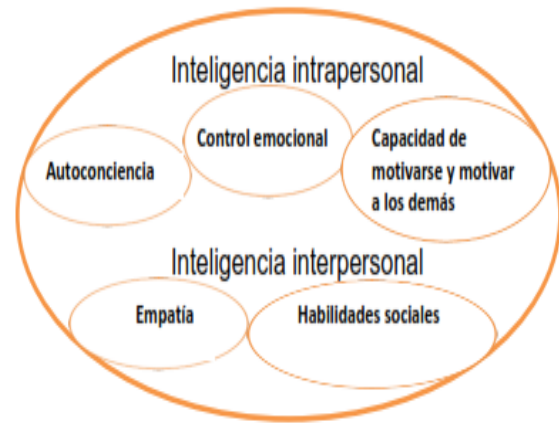 Inteligencia intrapersonal
Control emocional
Autoconciencia
Capacidad de
motivarse y motivar
a los demás
Inteligencia interpersonal
Empatía
Habilidades sociales